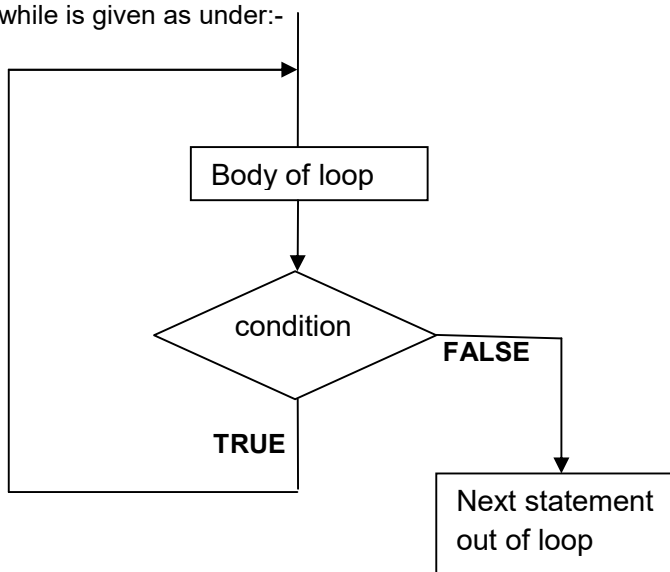 while is given as under:-
Body of loop
condition
FALSE
TRUE
Next statement
out of loop